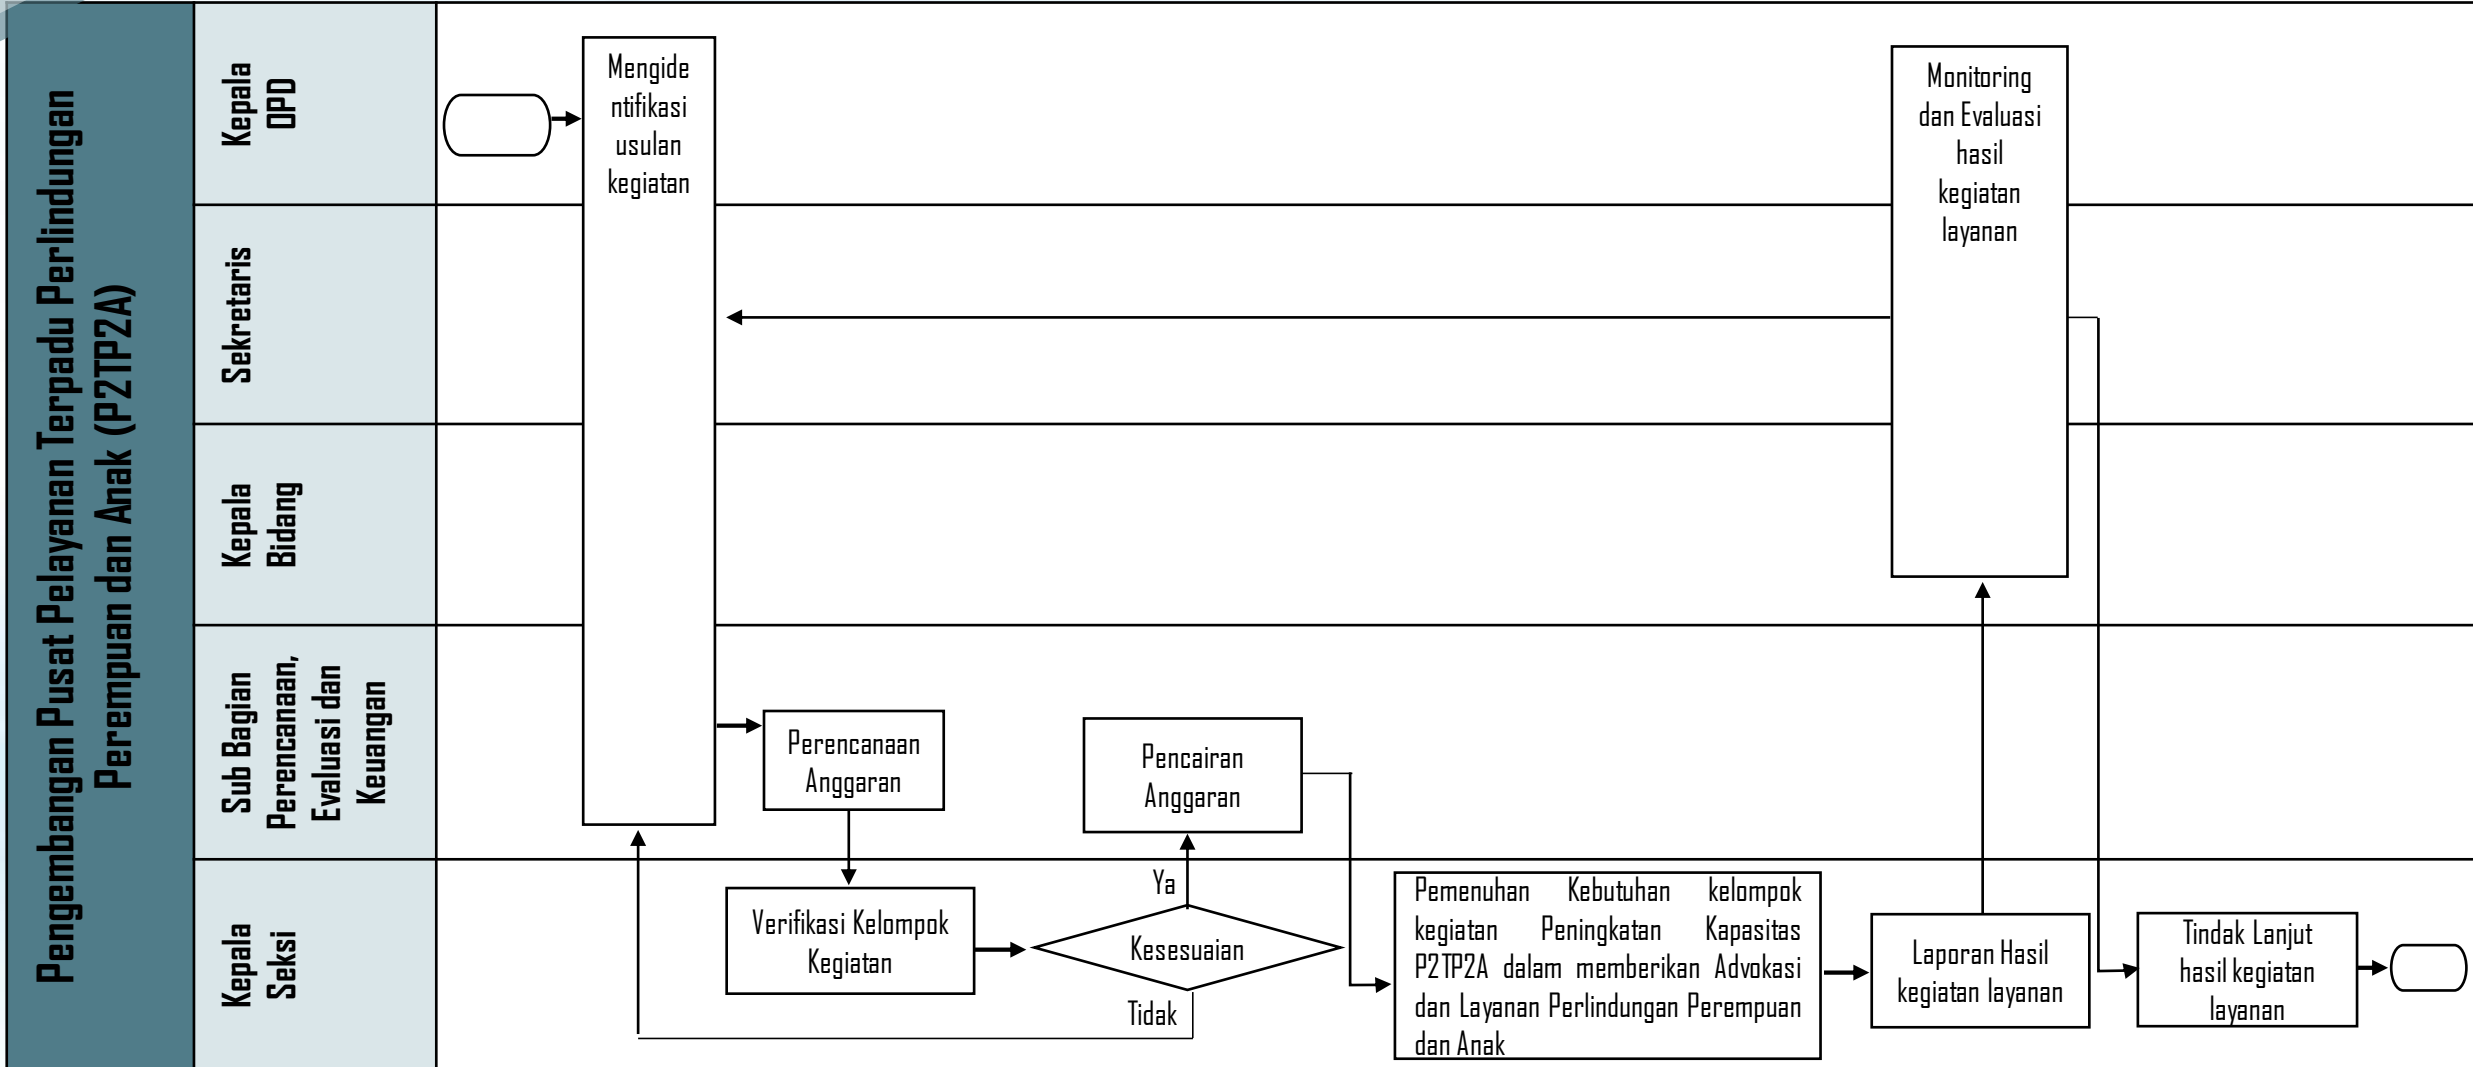 Pengembangan Pusat Pelayanan Terpadu Perlindungan
Perempuan dan Anak (P2TP2A)
Kepala
OPD
Sekretaris
Kepala
Bidang
Sub Bagian
Perencanaan,
Evaluasi dan
Keuangan
Kepala
Seksi
Mengide
ntifikasi
usulan
kegiatan
Perencanaan
Anggaran
Verifikasi Kelompok
Kegiatan
Kesesuaian
Ya
Tidak
Pencairan
Anggaran
Pemenuhan Kebutuhan kelompok
kegiatan Peningkatan Kapasitas
P2TP2A dalam memberikan Advokasi
dan Layanan Perlindungan Perempuan
dan Anak
Laporan Hasil
kegiatan layanan
Monitoring
dan Evaluasi
hasil
kegiatan
layanan
Tindak Lanjut
hasil kegiatan
layanan